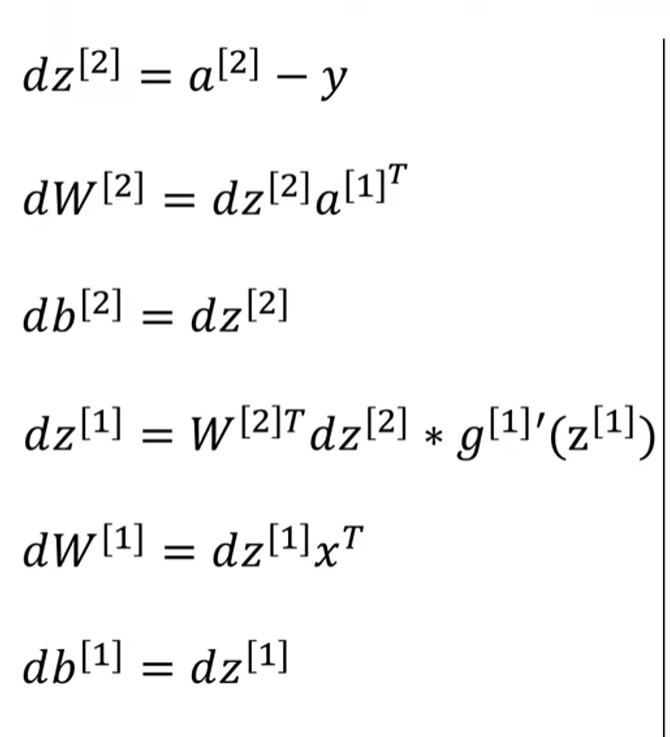 dz^[2] = a^[2] − y
dW^[2] = dz^[2]a^[1]^T
db^[2] = dz^[2]
dz^[1] = W^[2]T dz^[2] * g^[1]′(z^[1])
dW^[1] = dz^[1]x^T
db^[1] = dz^[1]